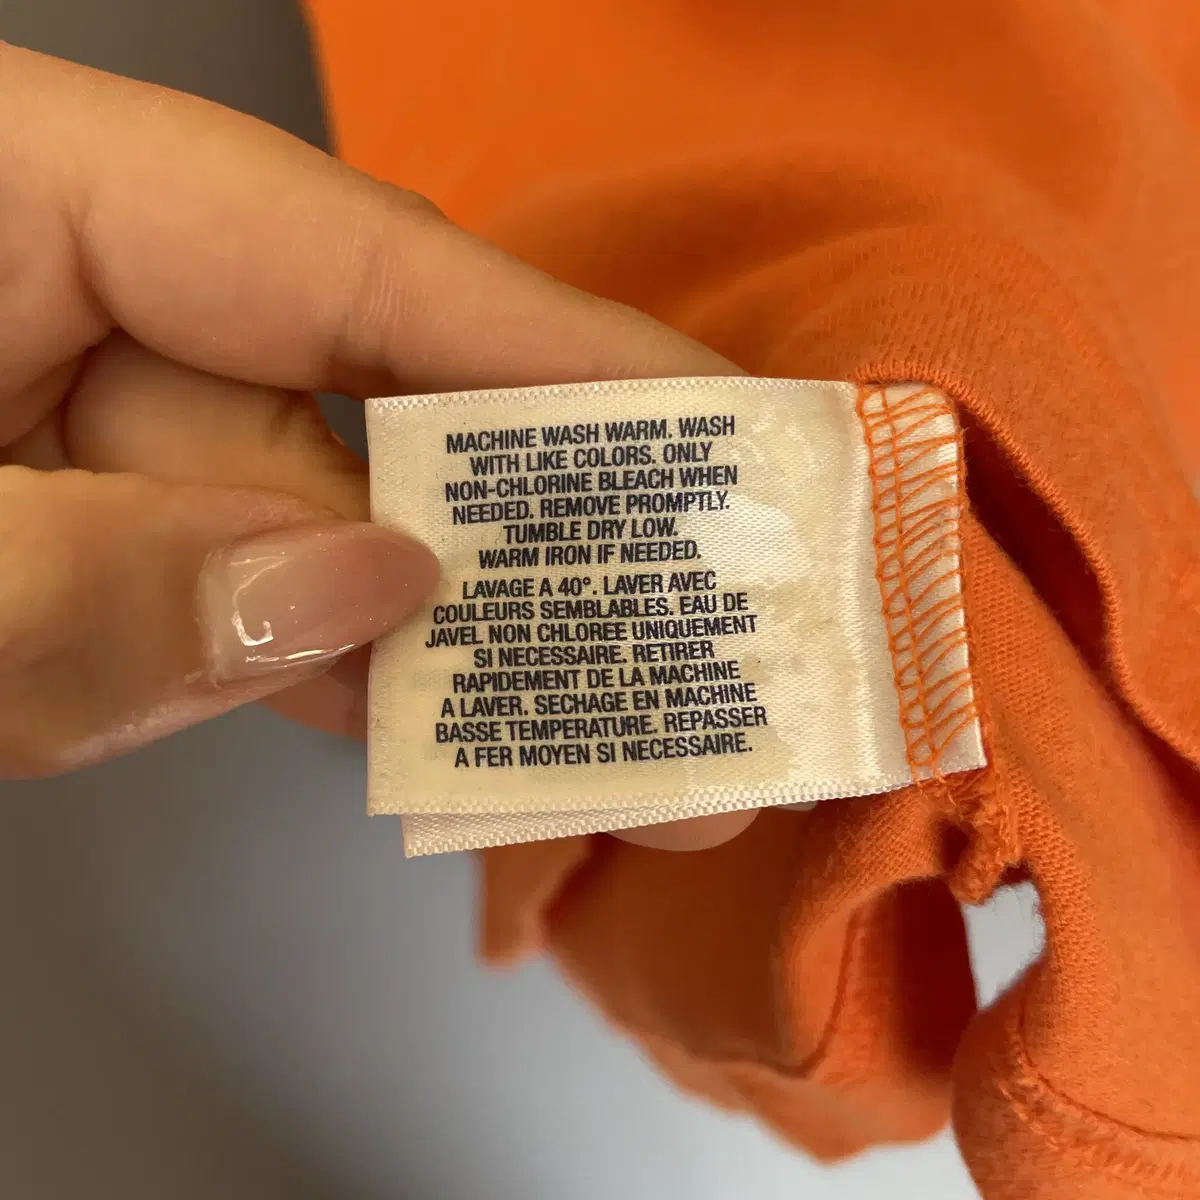 MACHINE WASH WARM. WASH
WITH LIKE COLORS. ONLY
NON-CHLORINE BLEACH WHEN
NEEDED. REMOVE PROMPTLY.
TUMBLE DRY LOW.
WARM IRON IF NEEDED.
LAVAGE A 40°. LAVER AVEC
COULEURS SEMBLABLES. EAU DE
JAVEL NON CHLOREE UNIQUEMENT
SI NECESSAIRE. RETIRER
RAPIDEMENT DE LA MACHINE
A LAVER. SECHAGE EN MACHINE
BASSE TEMPERATURE. REPASSER
A FER MOYEN SI NECESSAIRE.